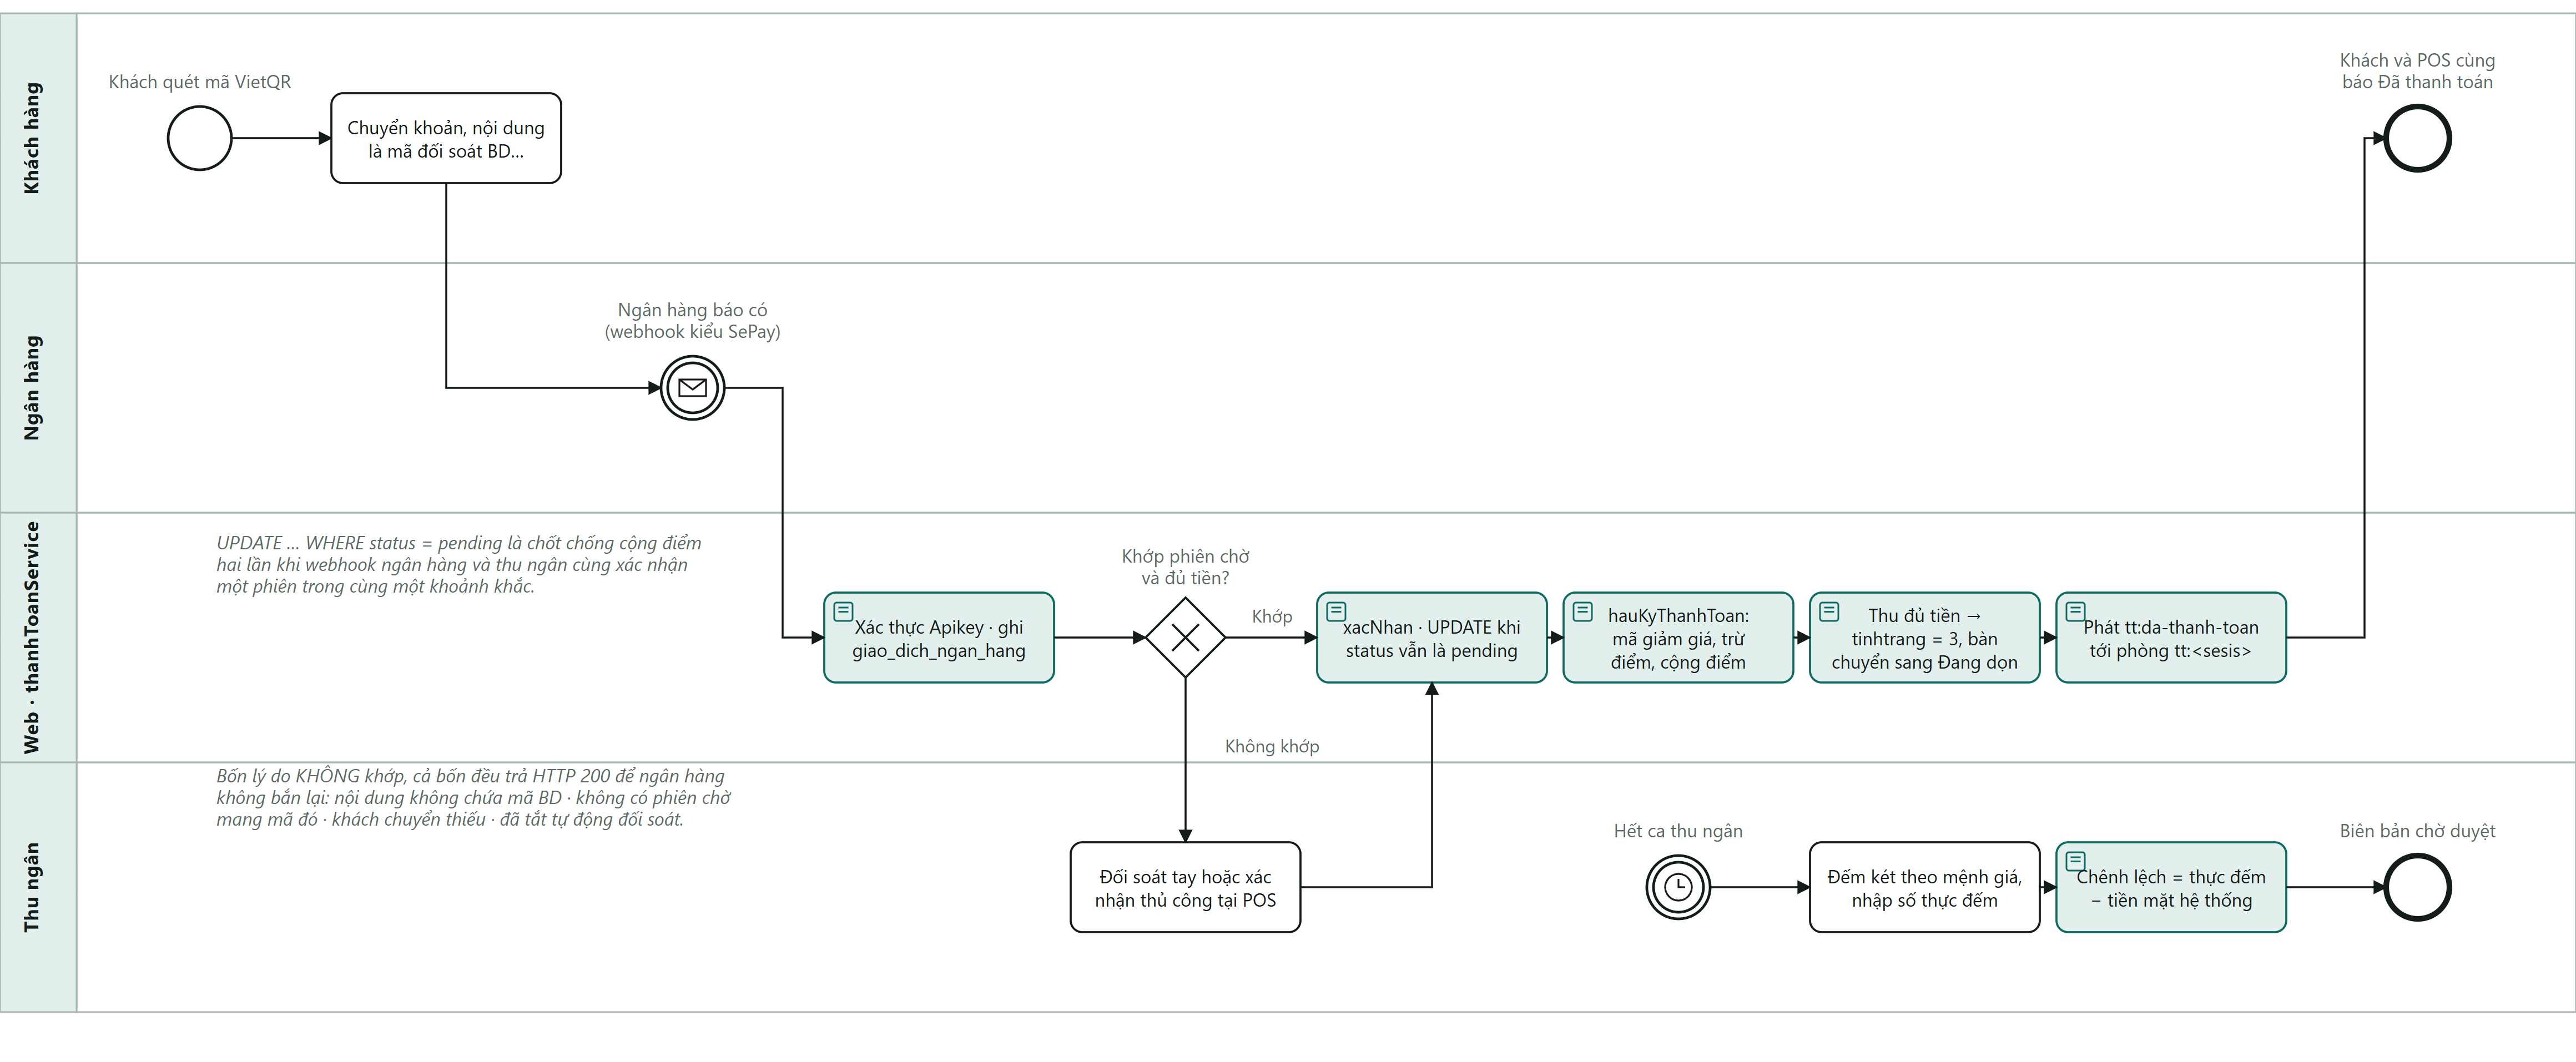 Khách hàng
Khách quét mã VietQR
Chuyển khoản, nội dung
là mã đối soát BD...
Khách và POS cùng
báo Đã thanh toán
Ngân hàng
Ngân hàng báo có
(webhook kiểu SePay)
Web · thanhToanService
UPDATE ... WHERE status = pending là chốt chống cộng điểm
hai lần khi webhook ngân hàng và thu ngân cùng xác nhận
một phiên trong cùng một khoảnh khắc.
Xác thực Apikey · ghi
giao_dich_ngan_hang
Khớp phiên chờ
và đủ tiền?
Khớp
xacNhan · UPDATE khi
status vẫn là pending
hauKyThanhToan:
mã giảm giá, trừ
điểm, cộng điểm
Thu đủ tiền →
tinhtrang = 3, bàn
chuyển sang Đang dọn
Phát tt:da-thanh-toan
tới phòng tt:<sesis>
Không khớp
Thu ngân
Bốn lý do KHÔNG khớp, cả bốn đều trả HTTP 200 để ngân hàng
không bắn lại: nội dung không chứa mã BD · không có phiên chờ
mang mã đó · khách chuyển thiếu · đã tắt tự động đối soát.
Đối soát tay hoặc xác
nhận thủ công tại POS
Hết ca thu ngân
Đếm két theo mệnh giá,
nhập số thực đếm
Chênh lệch = thực đếm
− tiền mặt hệ thống
Biên bản chờ duyệt